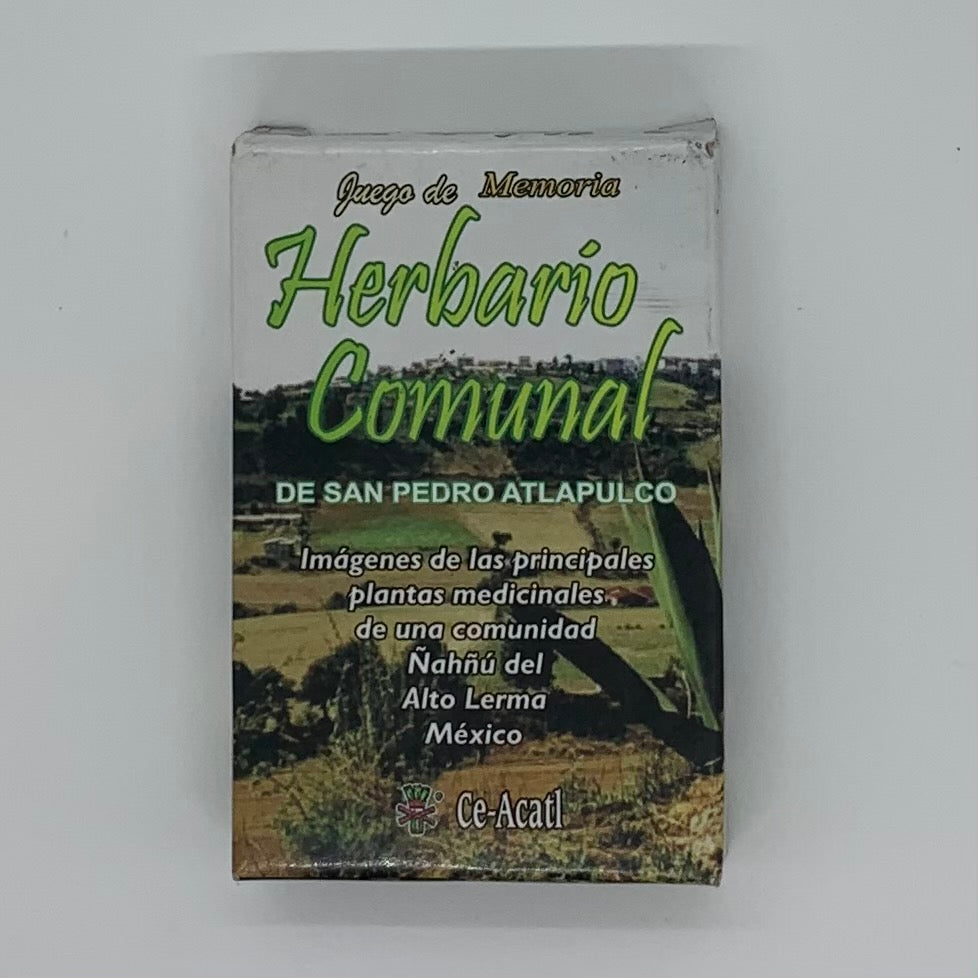 Juego de Memoria
Herbario
Comunal
DE SAN PEDRO ATLAPULCO
Imágenes de las principales
plantas medicinales
de una comunidad
Ñahñú del
Alto Lerma
México
® Ce-Acatl